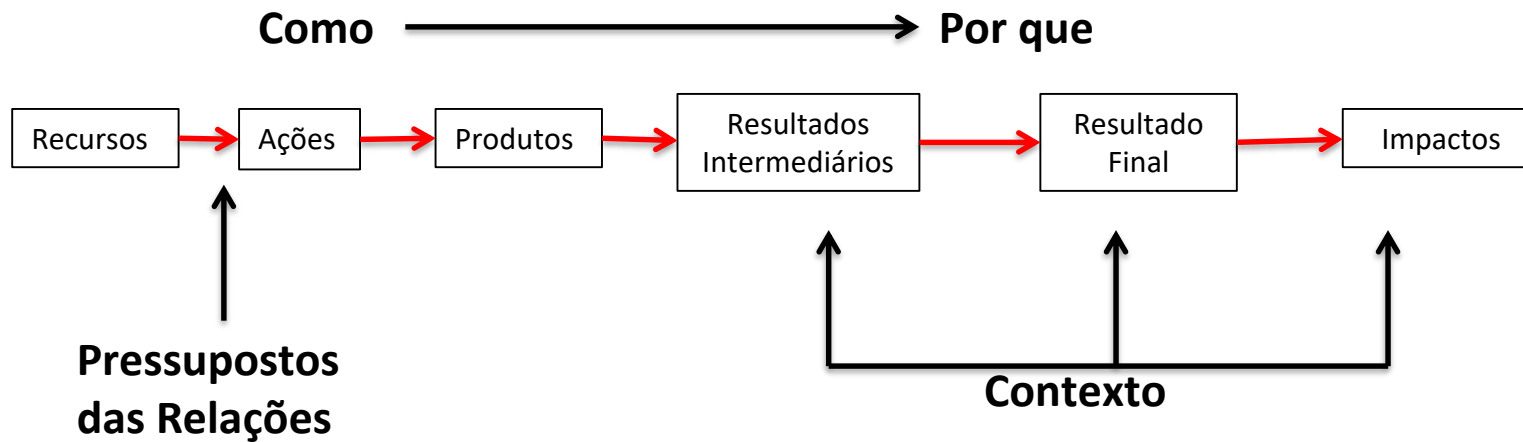 Como
Por que
Recursos
Ações
Produtos
Resultados
Intermediários
Resultado
Final
Impactos
Pressupostos
das Relações
Contexto